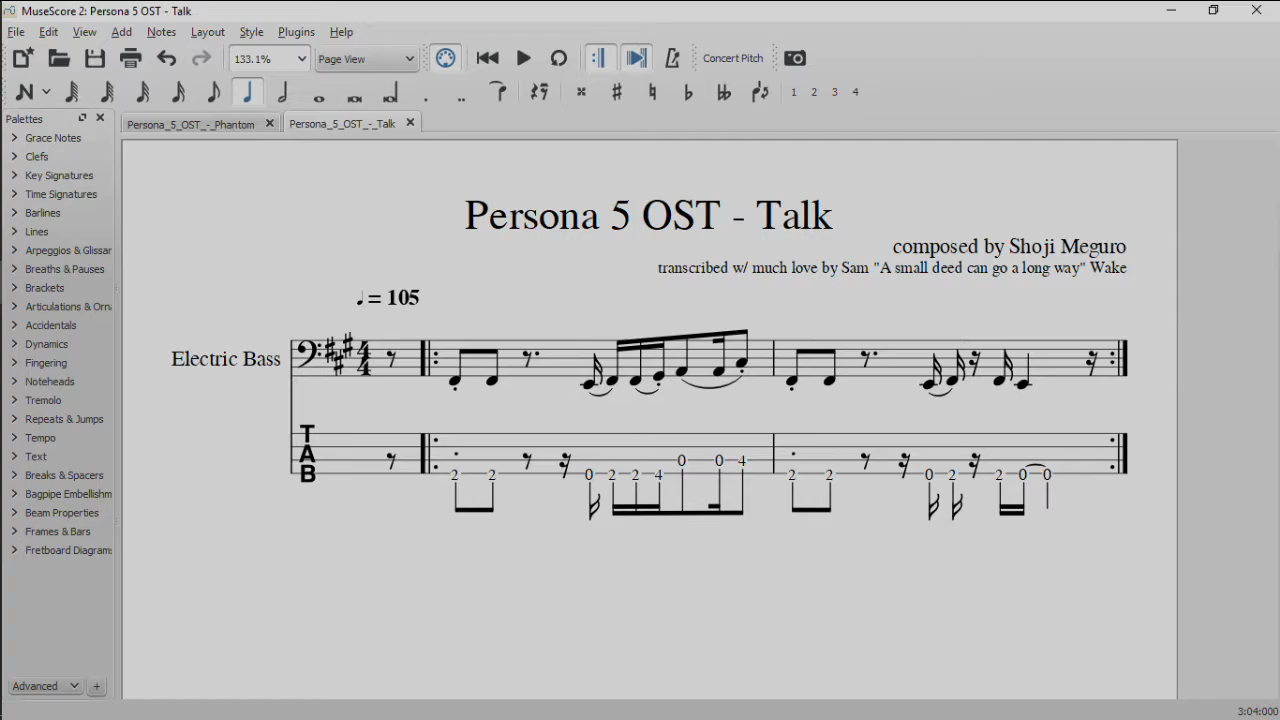 MuseScore 2: Persona 5 OST - Talk
File Edit View Add Notes Layout Style Plugins Help
133.1% Page View Concert Pitch
1 2 3 4
Palettes
Persona_5_OST_-_Phantom Persona_5_OST_-_Talk
Grace Notes
Clefs
Key Signatures
Time Signatures
Barlines
Lines
Arpeggios & Glissar
Breaths & Pauses
Brackets
Articulations & Orn
Accidentals
Dynamics
Fingering
Noteheads
Tremolo
Repeats & Jumps
Tempo
Text
Breaks & Spacers
Bagpipe Embellishm
Beam Properties
Frames & Bars
Fretboard Diagram
Advanced +
Persona 5 OST - Talk
composed by Shoji Meguro
transcribed w/ much love by Sam "A small deed can go a long way" Wake
♩ = 105
Electric Bass
4
4
T
A
B
2 2 0 2 2 4 0 0 4 2 2 0 2 2 0 0
3:04:000